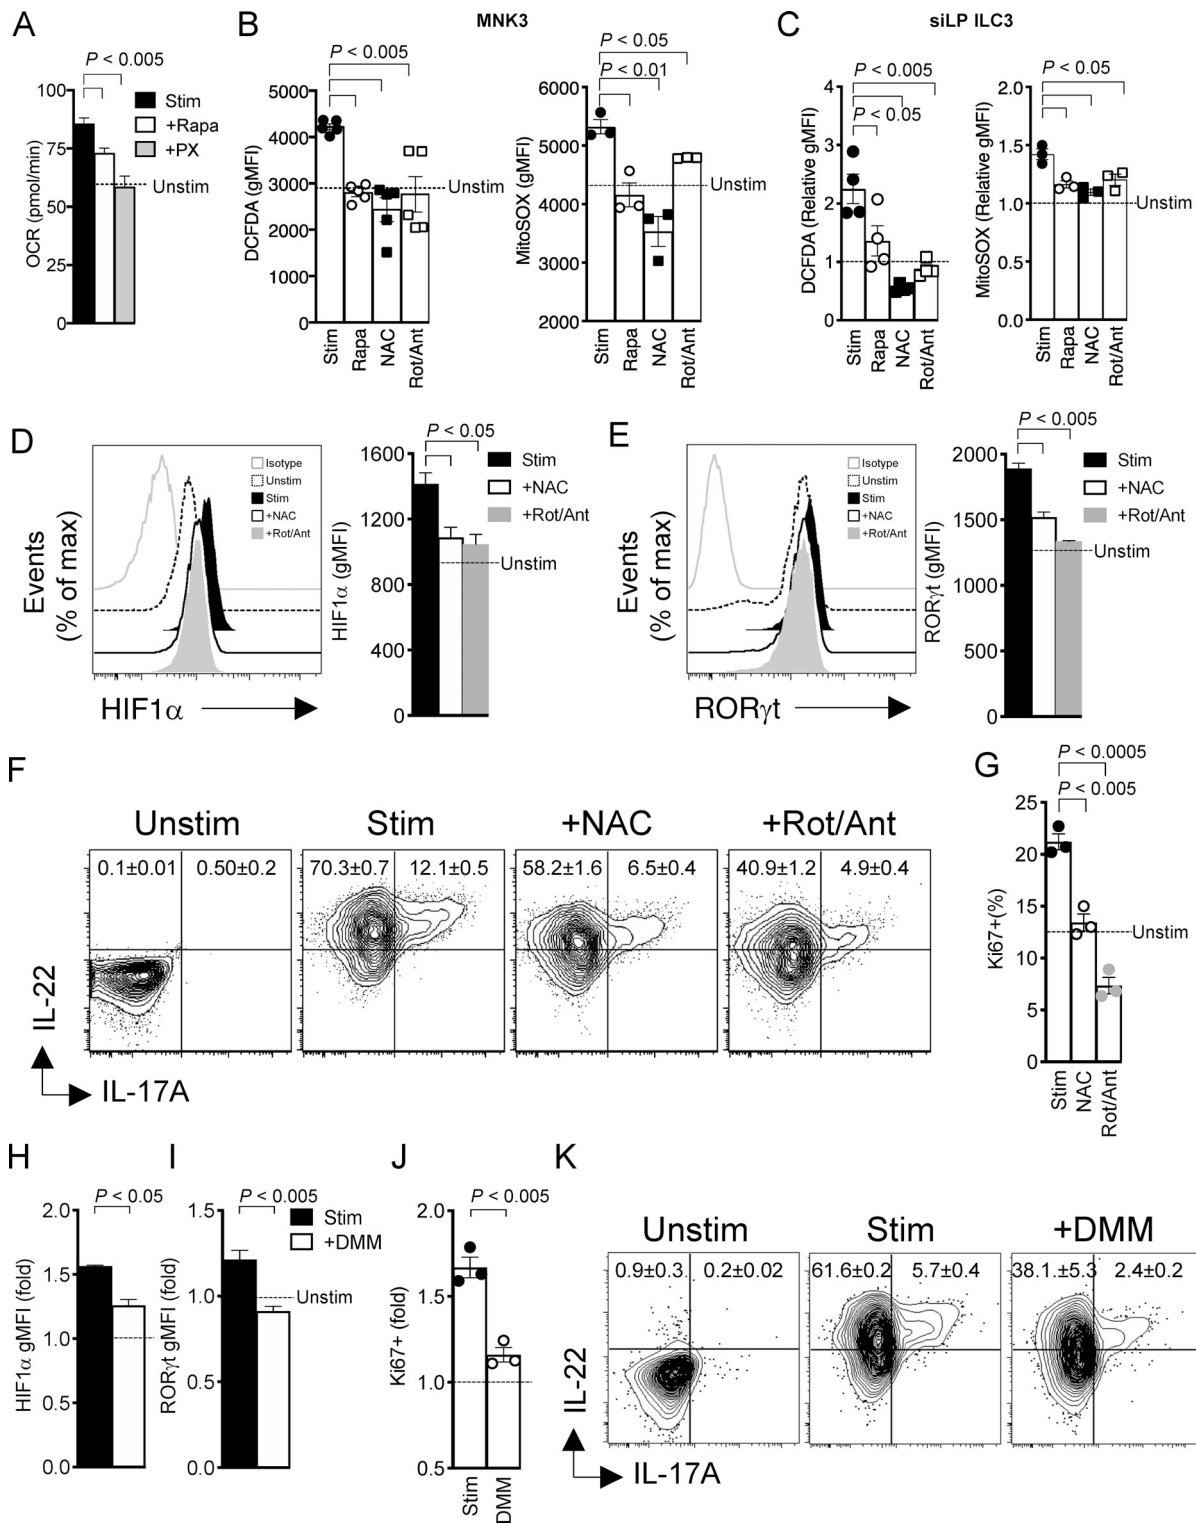 A
P < 0.005
OCR (pmol/min)
100
75
50
25
0
Stim
+Rapa
+PX
Unstim
B
MNK3
P < 0.005
DCFDA (gMFI)
5000
4000
3000
2000
1000
0
Unstim
Stim
Rapa
NAC
Rot/Ant
P < 0.05
P < 0.01
MitoSOX (gMFI)
6000
5000
4000
3000
2000
Unstim
Stim
Rapa
NAC
Rot/Ant
C
siLP ILC3
P < 0.005
P < 0.05
DCFDA (Relative gMFI)
4
3
2
1
0
Stim
Rapa
NAC
Rot/Ant
P < 0.05
MitoSOX (Relative gMFI)
2.0
1.5
1.0
0.5
0.0
Unstim
Stim
Rapa
NAC
Rot/Ant
D
Events
(% of max)
Isotype
Unstim
Stim
+NAC
+Rot/Ant
HIF1α
P < 0.05
HIF1α (gMFI)
1600
1200
800
400
0
Stim
+NAC
+Rot/Ant
Unstim
E
Events
(% of max)
Isotype
Unstim
Stim
+NAC
+Rot/Ant
RORγt
P < 0.005
RORγt (gMFI)
2000
1500
1000
500
0
Stim
+NAC
+Rot/Ant
Unstim
F
Unstim
Stim
+NAC
+Rot/Ant
0.1±0.01
0.50±0.2
70.3±0.7
12.1±0.5
58.2±1.6
6.5±0.4
40.9±1.2
4.9±0.4
IL-22
IL-17A
G
P < 0.0005
P < 0.005
Ki67+(%)
25
20
15
10
5
0
Unstim
Stim
NAC
Rot/Ant
H
P < 0.05
HIF1α gMFI (fold)
2.0
1.5
1.0
0.5
0.0
I
P < 0.005
RORγt gMFI (fold)
1.5
1.0
0.5
0.0
Stim
+DMM
Unstim
J
P < 0.005
Ki67+ (fold)
2.0
1.5
1.0
0.5
Stim
DMM
K
Unstim
Stim
+DMM
0.9±0.3
0.2±0.02
61.6±0.2
5.7±0.4
38.1.±5.3
2.4±0.2
IL-22
IL-17A